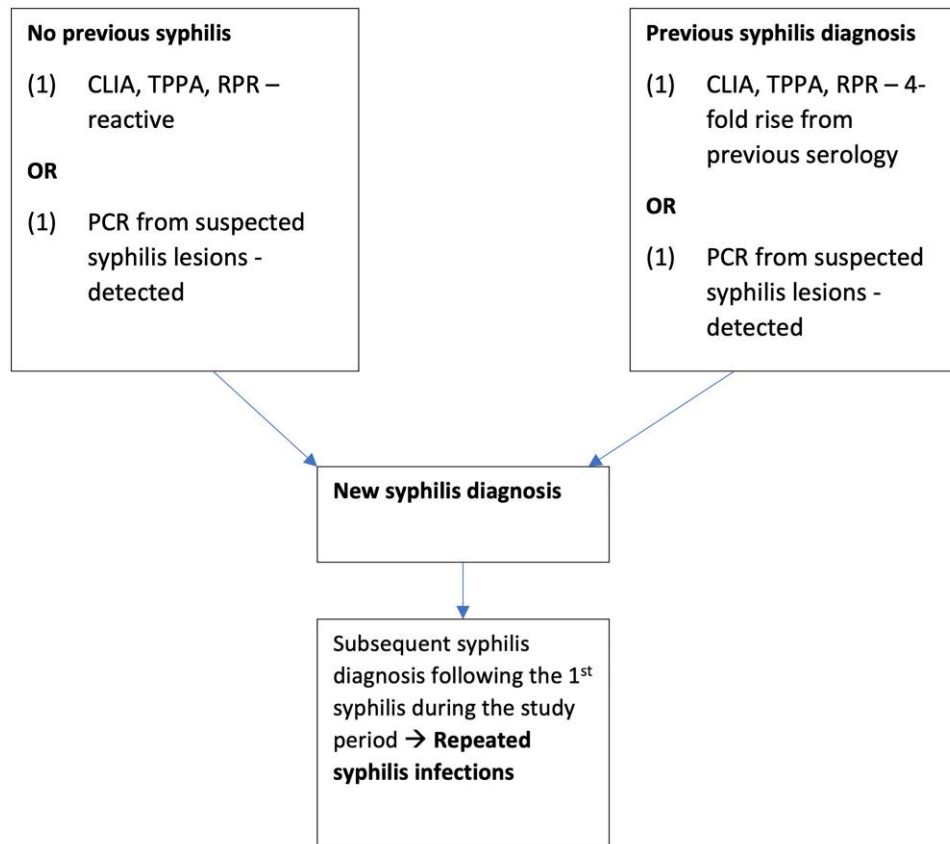 No previous syphilis
(1) CLIA, TPPA, RPR –
reactive
OR
(1) PCR from suspected
syphilis lesions -
detected
Previous syphilis diagnosis
(1) CLIA, TPPA, RPR – 4-
fold rise from
previous serology
OR
(1) PCR from suspected
syphilis lesions -
detected
New syphilis diagnosis
Subsequent syphilis
diagnosis following the 1st
syphilis during the study
period → Repeated
syphilis infections